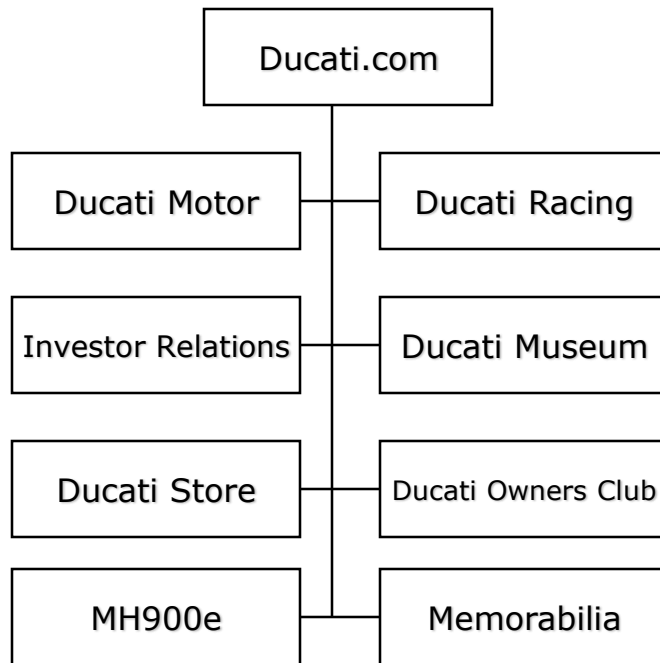 Ducati.com
Ducati Motor
Ducati Racing
Investor Relations
Ducati Museum
Ducati Store
Ducati Owners Club
MH900e
Memorabilia